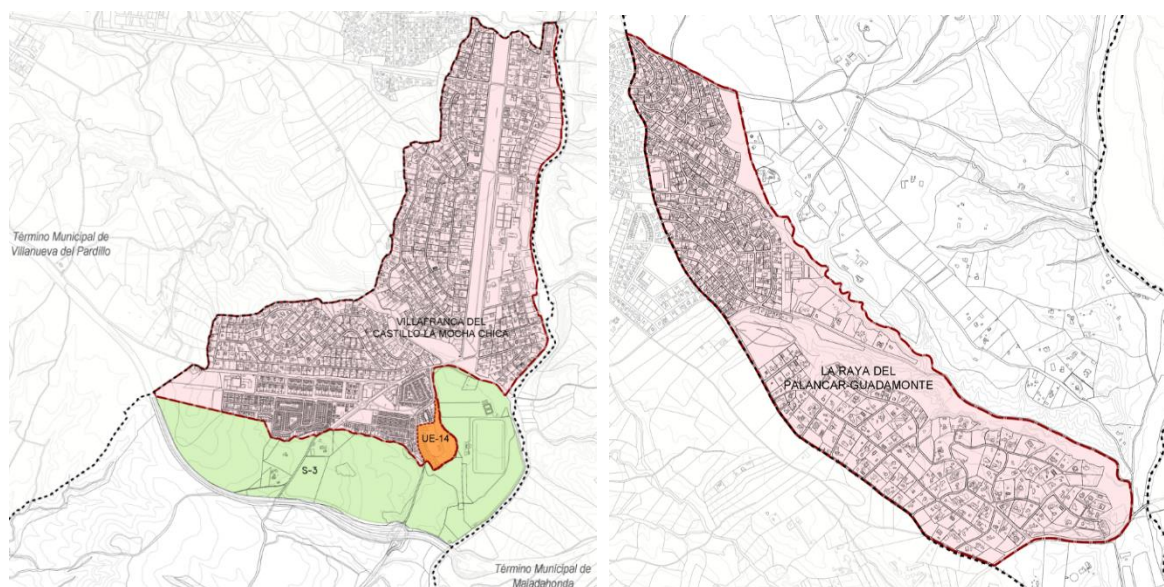 Término Municipal de
Villanueva del Pardillo
VILLAFRANCA DEL
CASTILLO-LA MOCHA CHICA
UE-14
S-3
Término Municipal de
Majadahonda
LA RAYA DEL
PALANCAR-GUADAMONTE